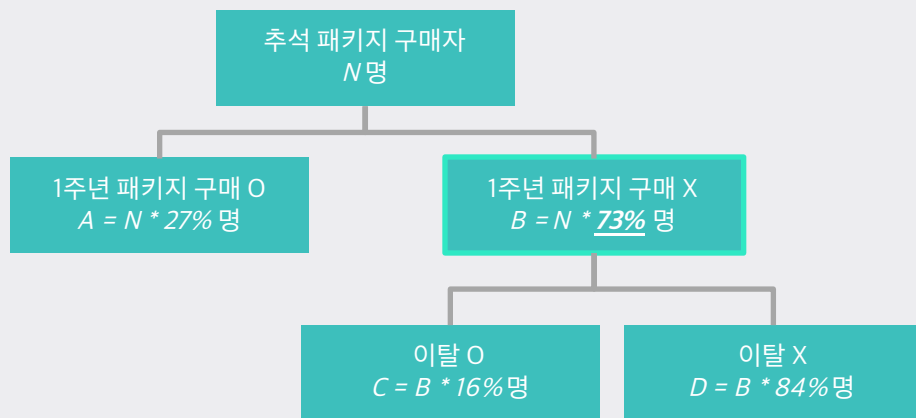 추석 패키지 구매자
N 명
1주년 패키지 구매 O
A = N * 27% 명
1주년 패키지 구매 X
B = N * 73% 명
이탈 O
C = B * 16% 명
이탈 X
D = B * 84% 명